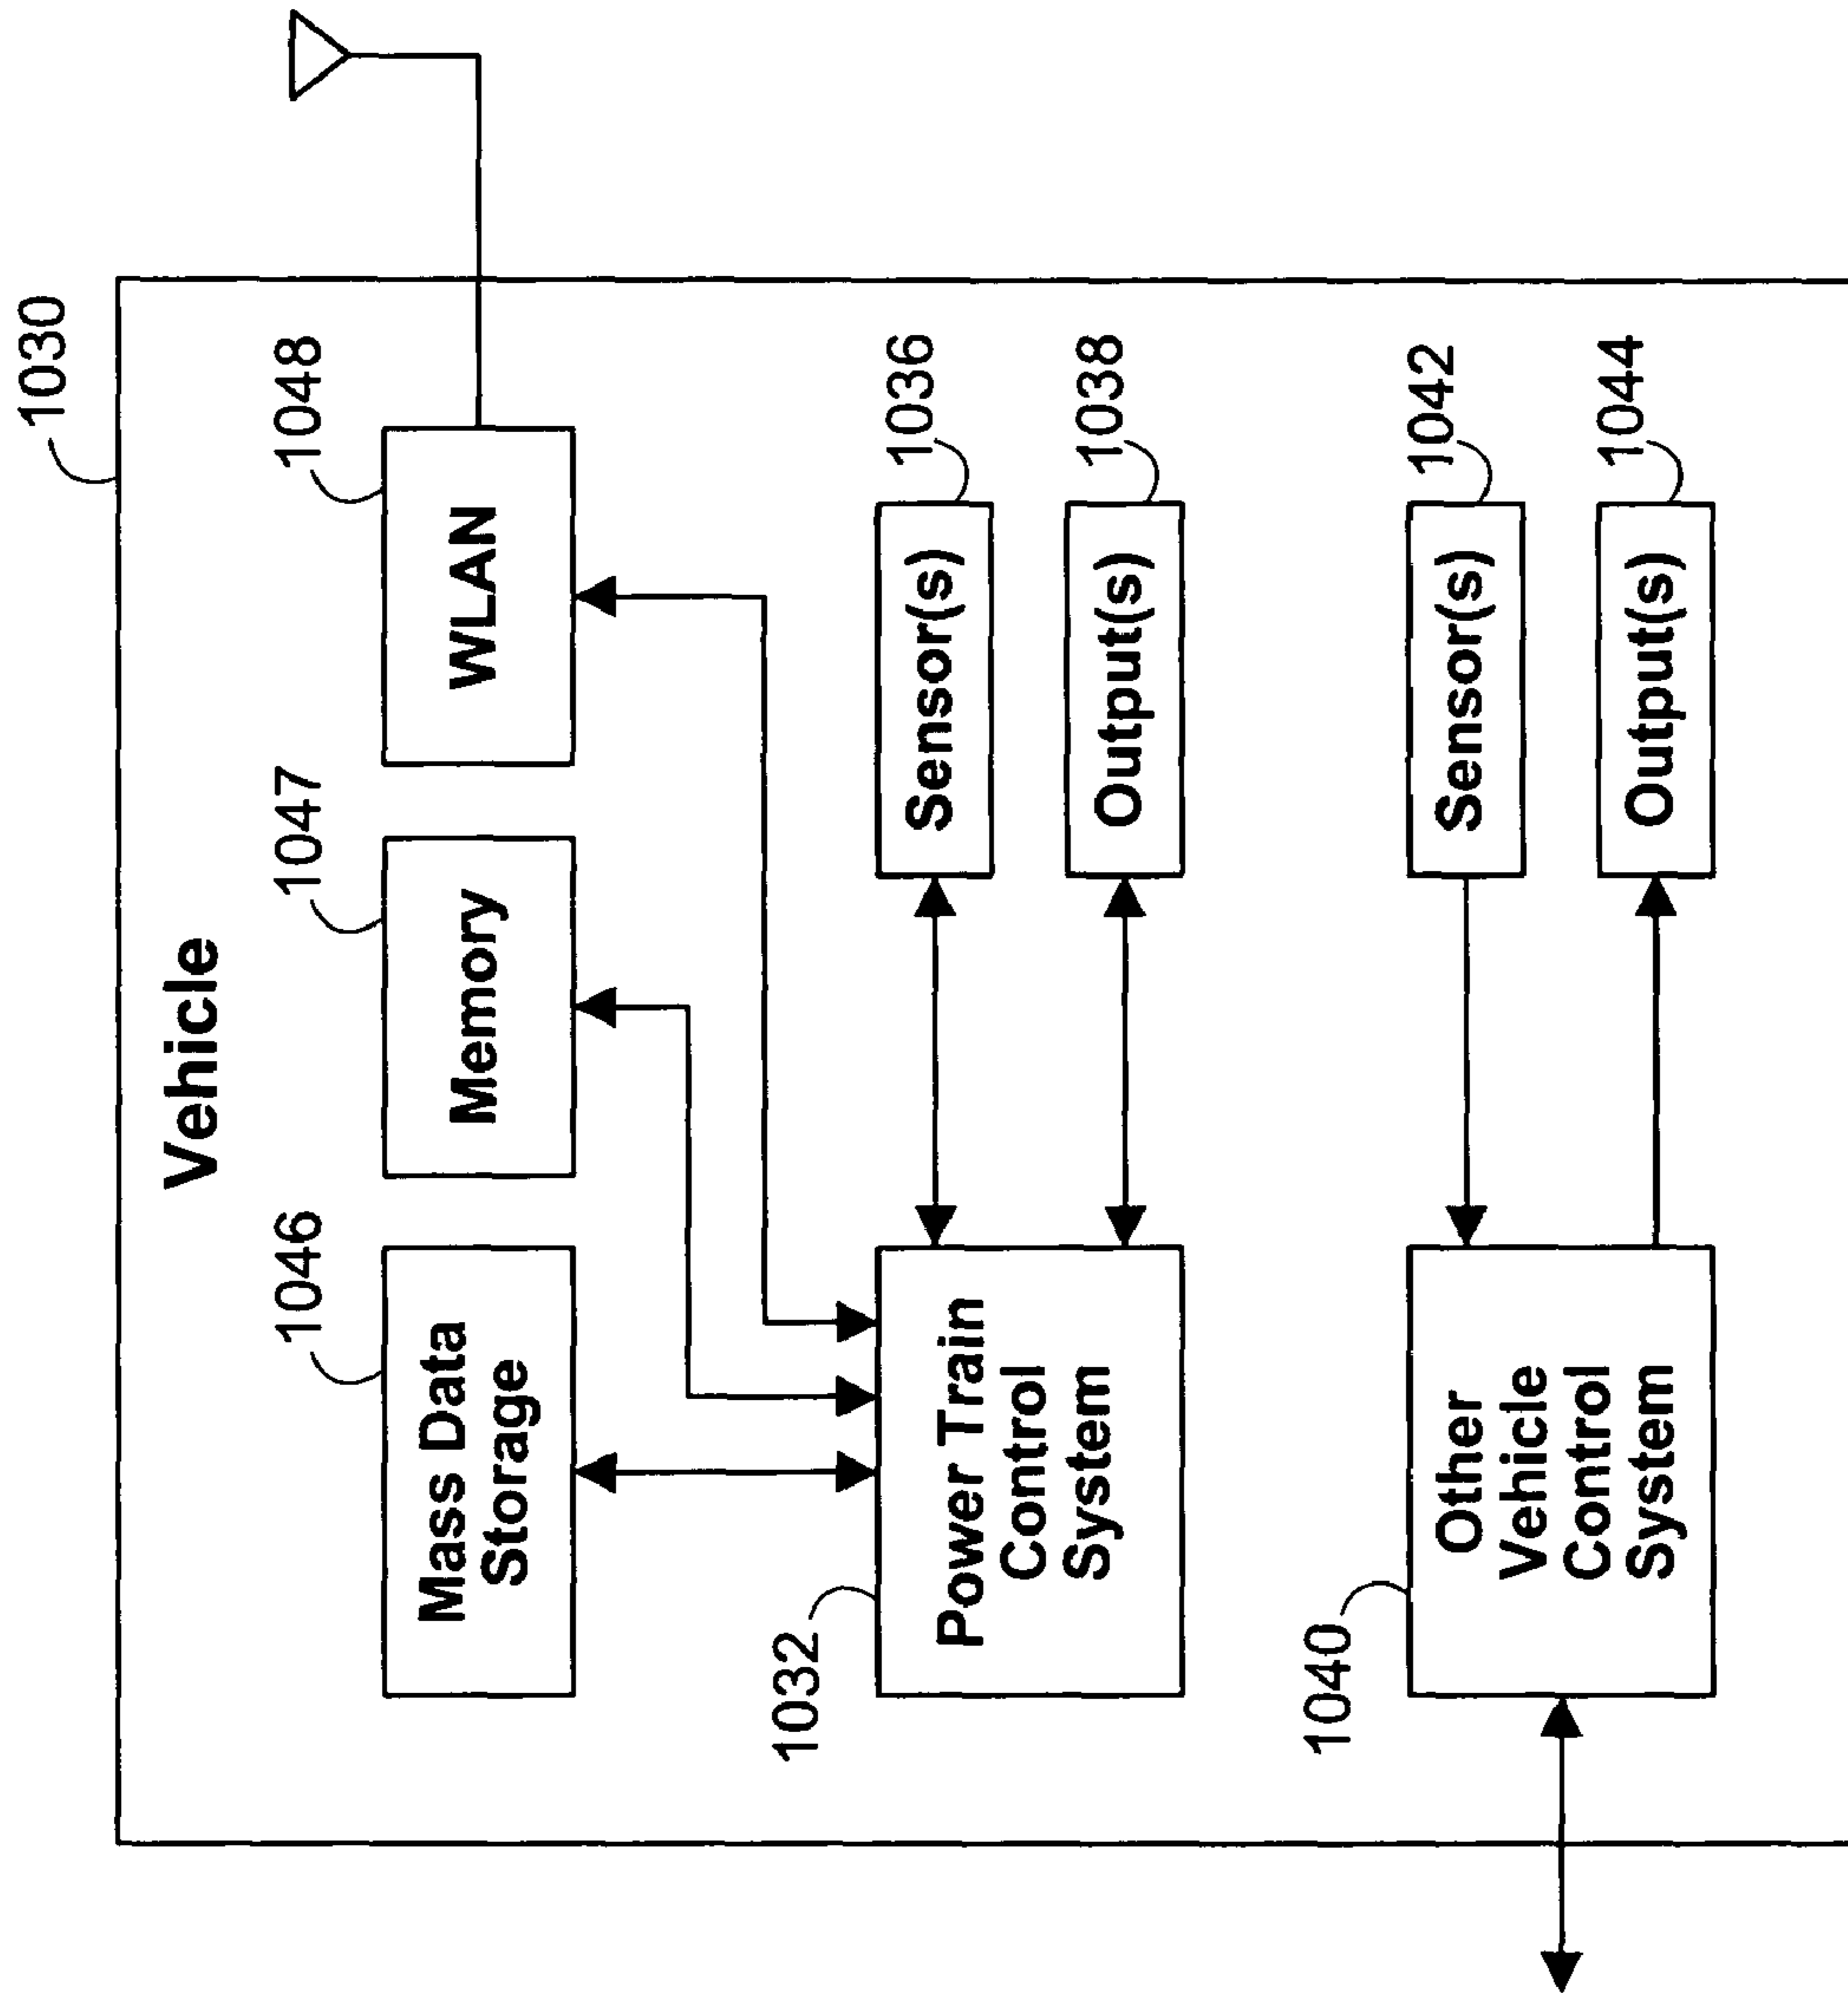 1030
Vehicle
1046
1047
1048
Mass Data
Storage
Memory
WLAN
1032
Power Train
Control
System
Sensor(s)
1036
Output(s)
1038
1040
Other
Vehicle
Control
System
Sensor(s)
1042
Output(s)
1044